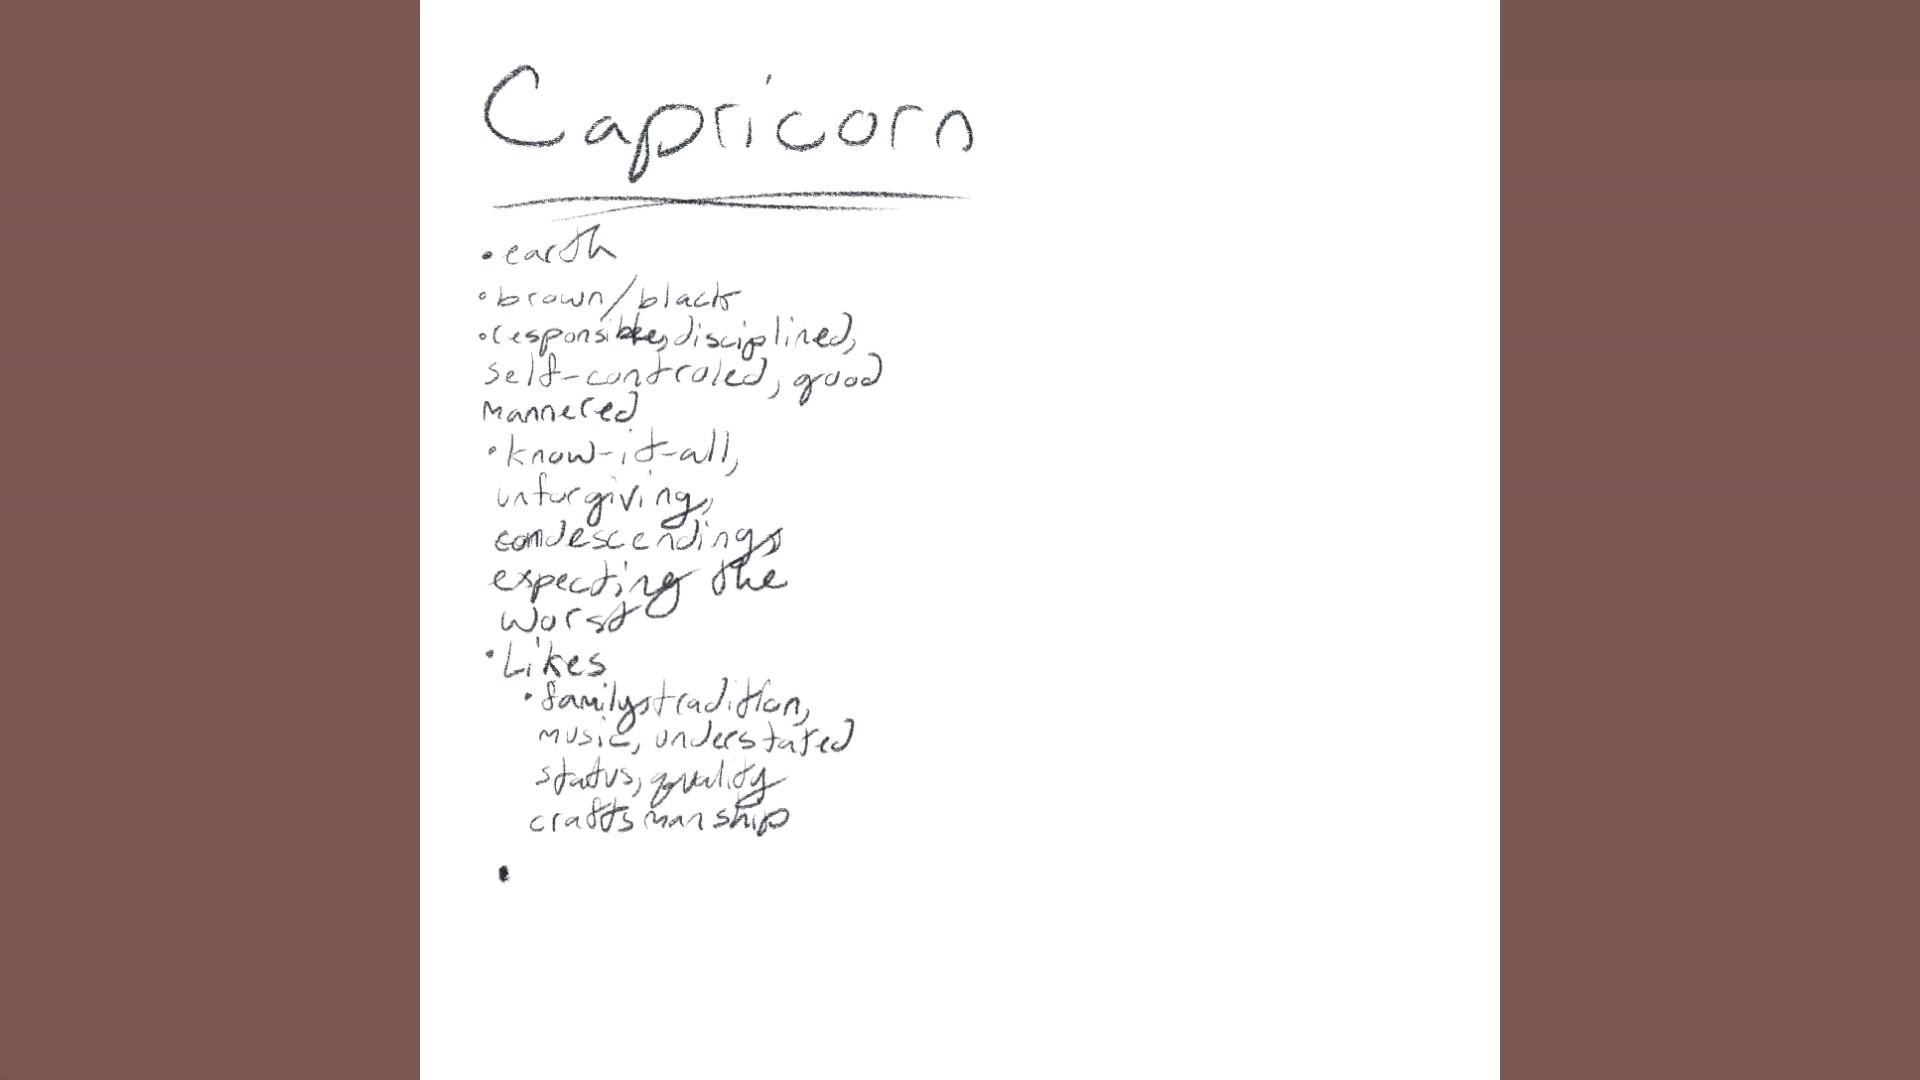 Capricorn
• earth
• brown/black
• responsible, disciplined,
self-controled, good
mannered
• know-it-all,
unforgiving,
condescending,
expecting the
worst
• Likes
• family, tradition,
music, understated
status, quality
craftsmanship
•